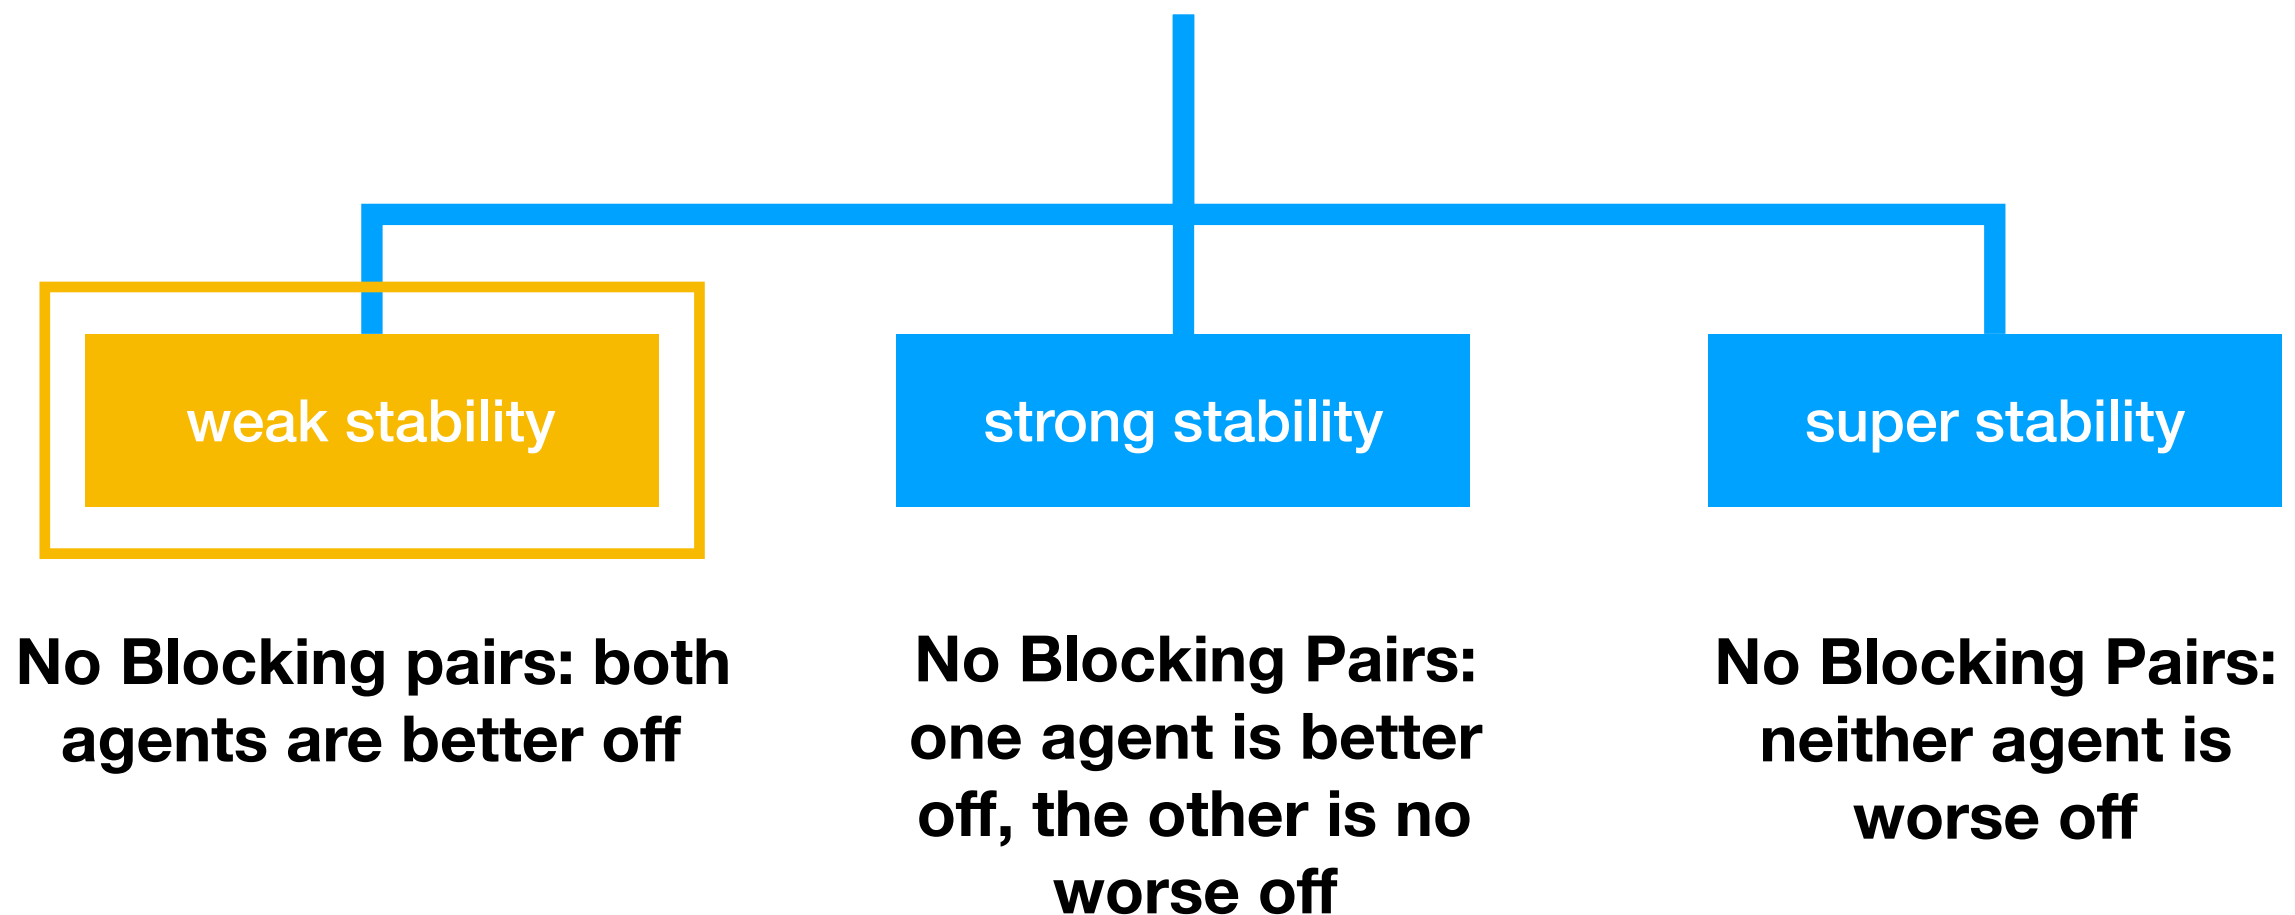 weak stability
strong stability
super stability
No Blocking pairs: both
agents are better off
No Blocking Pairs:
one agent is better
off, the other is no
worse off
No Blocking Pairs:
neither agent is
worse off